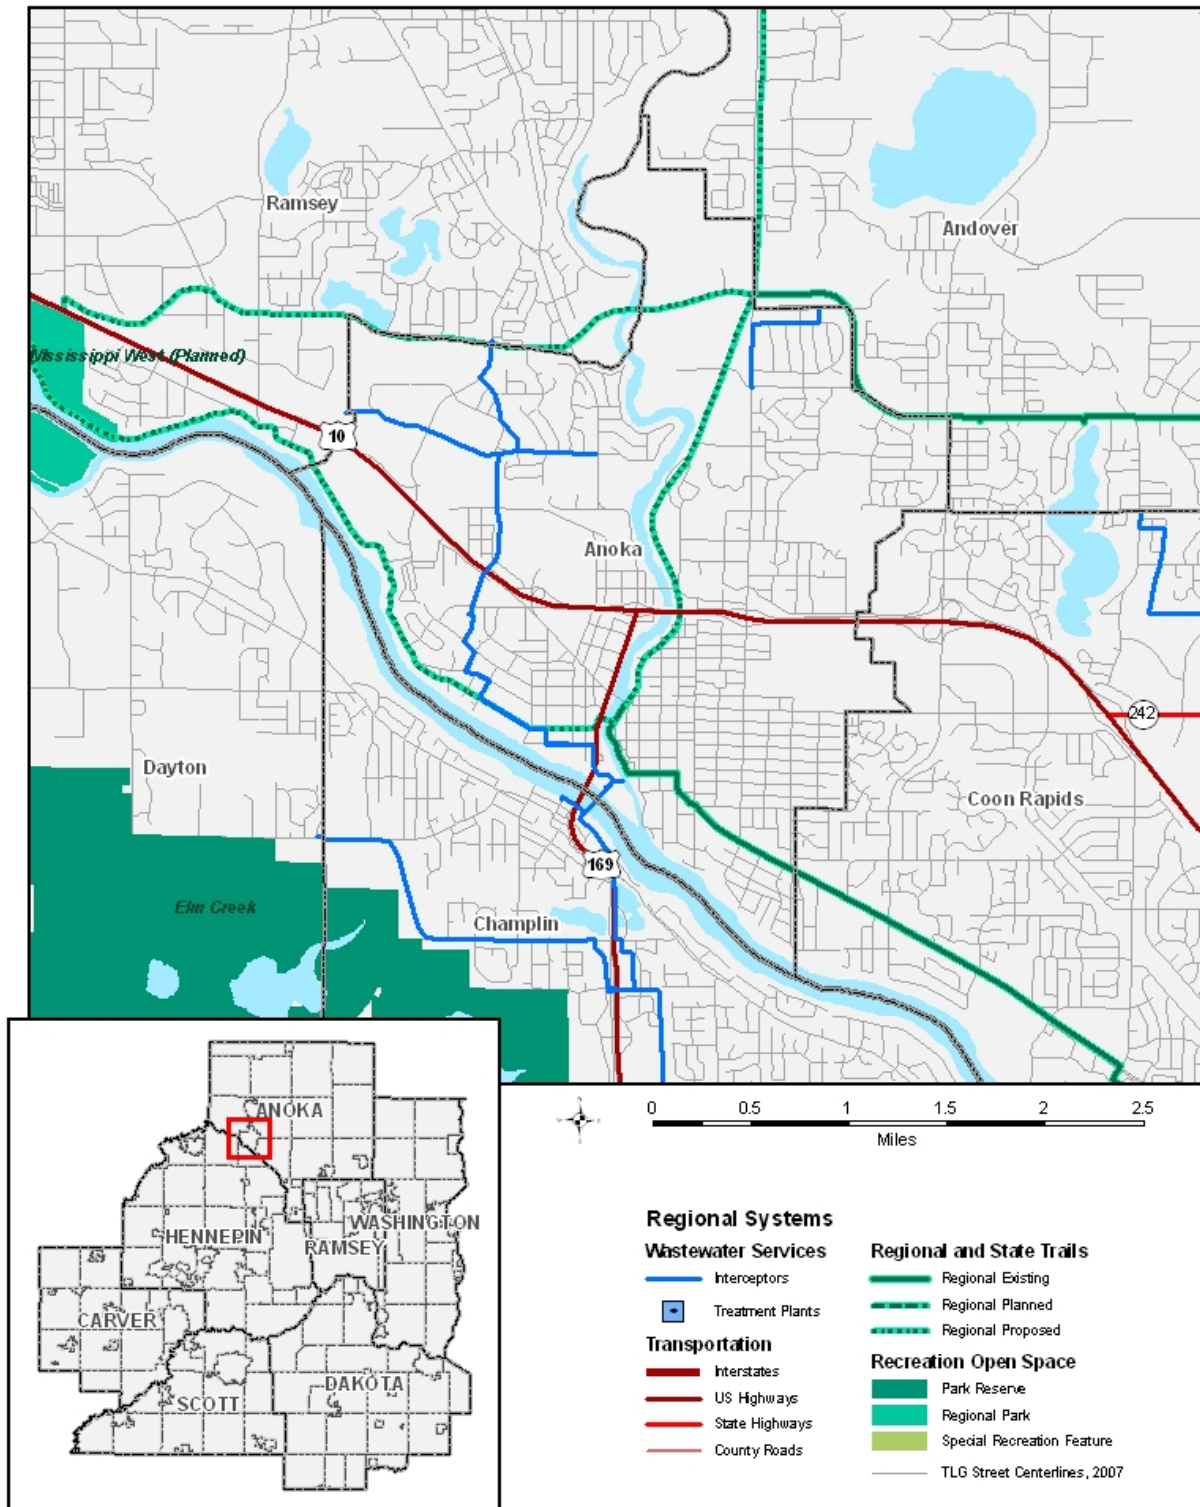 Ramsey
Andover
Mississippi West (Planned)
10
Anoka
242
Dayton
Coon Rapids
169
Elm Creek
Champlin
ANOKA
WASHINGTON
HENNEPIN
RAMSEY
CARVER
DAKOTA
SCOTT
0 0.5 1 1.5 2 2.5
Miles
Regional Systems
Wastewater Services
Interceptors
Treatment Plants
Transportation
Interstates
US Highways
State Highways
County Roads
Regional and State Trails
Regional Existing
Regional Planned
Regional Proposed
Recreation Open Space
Park Reserve
Regional Park
Special Recreation Feature
TLG Street Centerlines, 2007